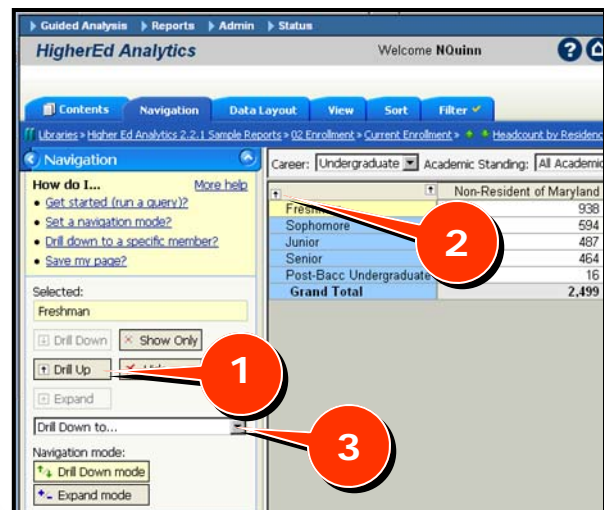 Guided Analysis Reports Admin Status
HigherEd Analytics Welcome NQuinn
Contents Navigation Data Layout View Sort Filter
Libraries » Higher Ed Analytics 2.2.1 Sample Reports » 02 Enrollment » Current Enrollment » Headcount by Residenc
Navigation
Career: Undergraduate Academic Standing: All Academic
How do I... More help
• Get started (run a query)?
• Set a navigation mode?
• Drill down to a specific member?
• Save my page?
Non-Resident of Maryland
Freshman 938
Sophomore 594
Junior 487
Senior 464
Post-Bacc Undergraduate 16
Grand Total 2,499
Selected:
Freshman
Drill Down Show Only
Drill Up
Expand
Drill Down to...
Navigation mode:
Drill Down mode
Expand mode
1
2
3